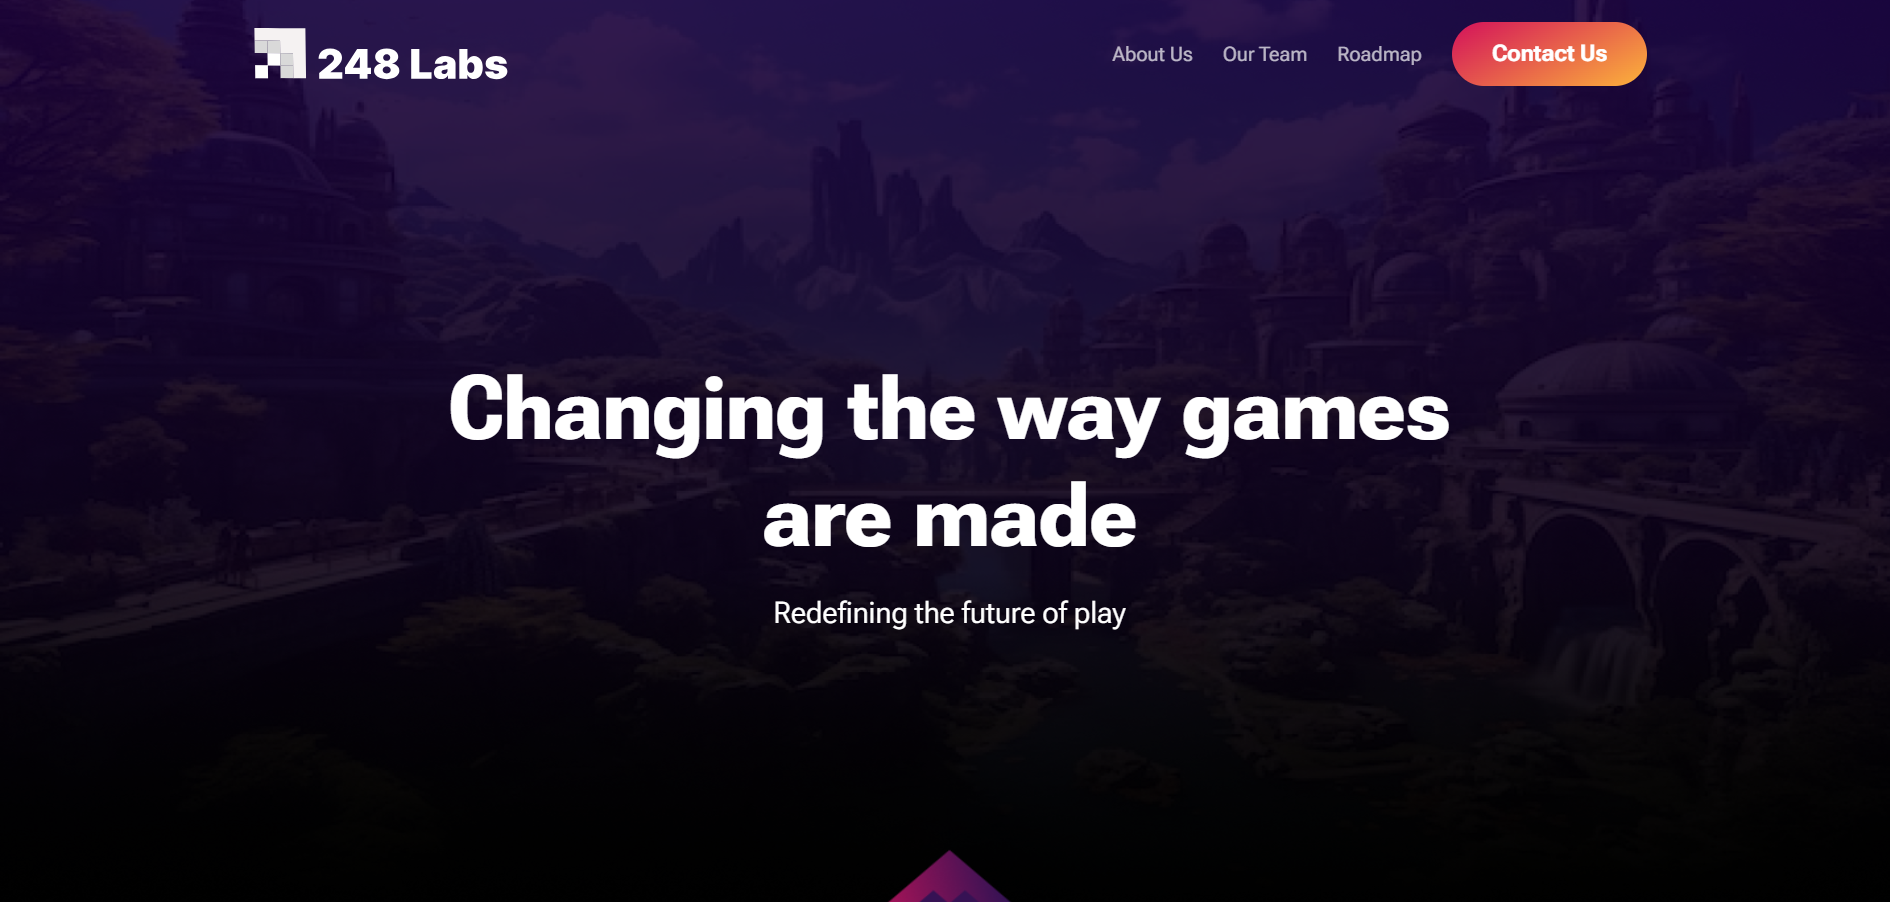 248 Labs
About Us
Our Team
Roadmap
Contact Us
Changing the way games
are made
Redefining the future of play